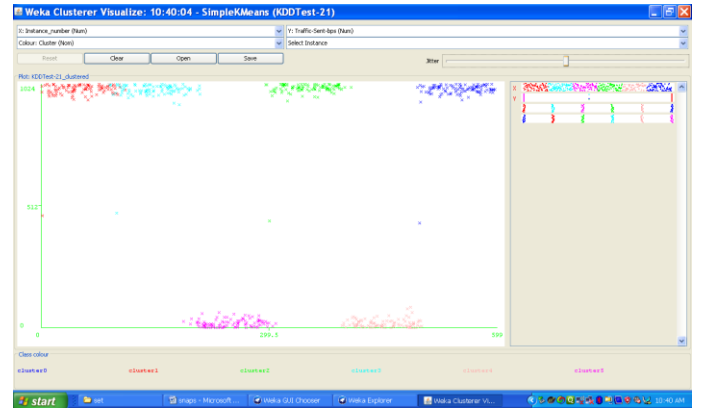 Weka Clusterer Visualize: 10:40:04 - SimpleKMeans (KDDTest-21)
X: Instance_number (Num)
Y: Traffic-Sent-bps (Num)
Colour: Cluster (Nom)
Select Instance
Reset
Clear
Open
Save
Jitter
Plot: KDDTest-21_clustered
1024
512
0
0
299.5
599
X
Y
Class colour
cluster0
cluster1
cluster2
cluster3
cluster4
cluster5
start
set
snaps - Microsoft ...
Weka GUI Chooser
Weka Explorer
Weka Clusterer Vi...
10:40 AM